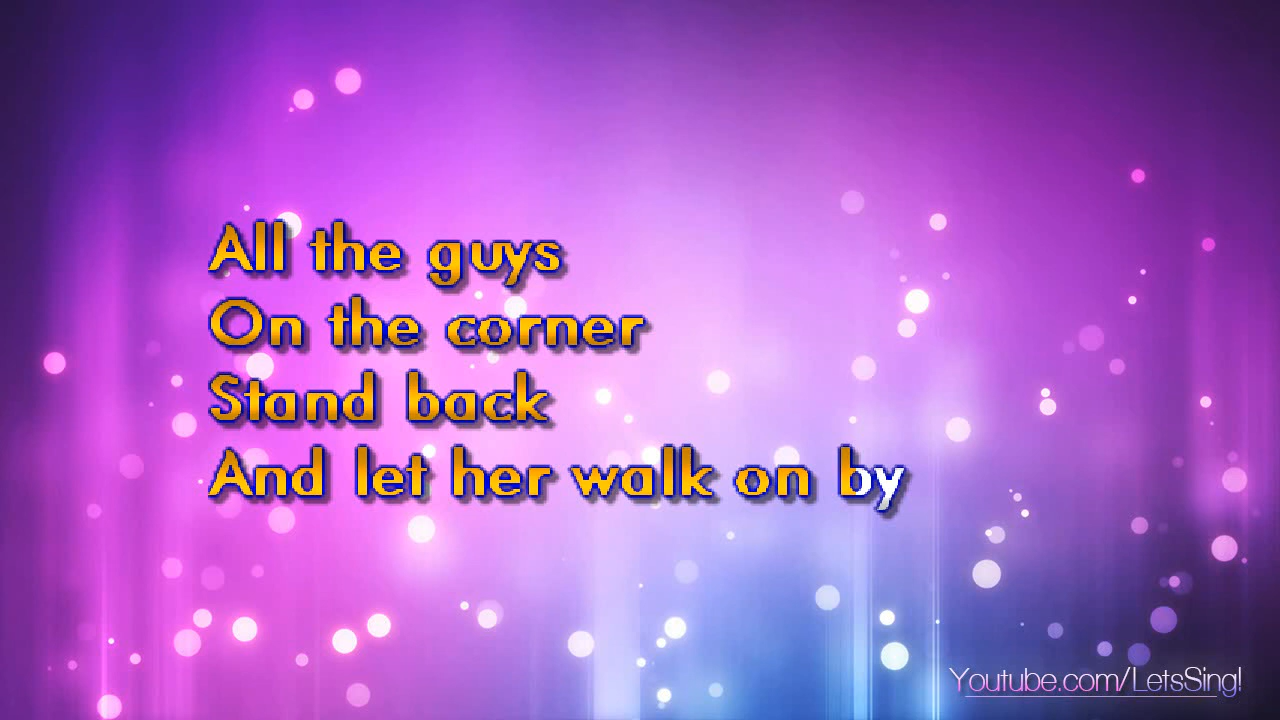 All the guys
On the corner
Stand back
And let her walk on by
Youtube.com/LetsSing!